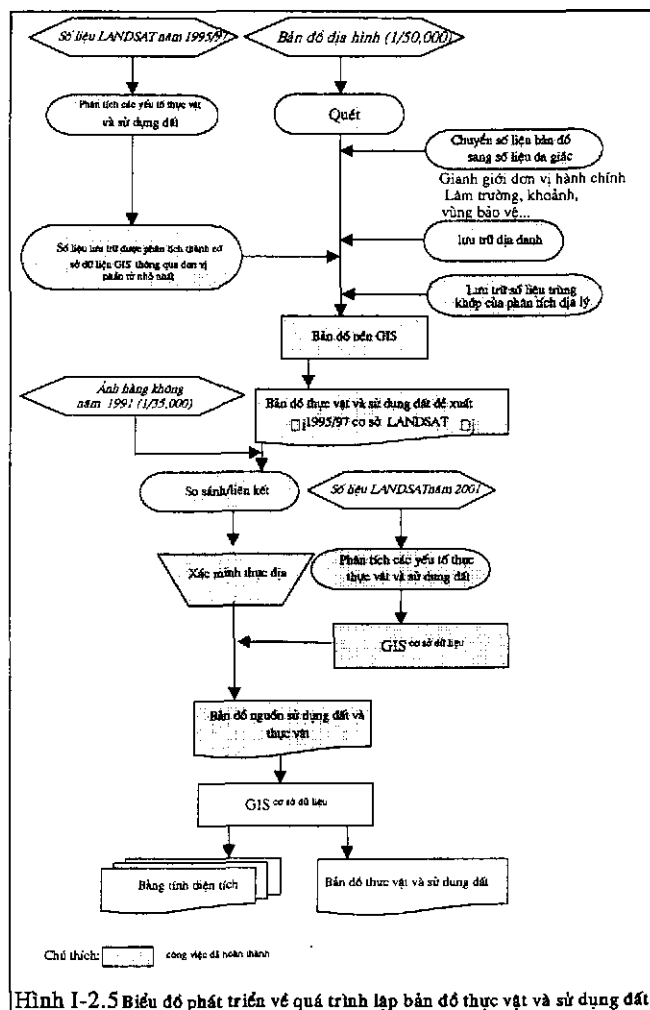 Số liệu LANDSAT năm 1995/97
Bản đồ địa hình (1/50,000)
Phân tích các yếu tố thực vật
và sử dụng đất
Quét
Chuyển số liệu bản đồ
sang số liệu đa giác
Gianh giới đơn vị hành chính
Lâm trường, khoảnh,
vùng bảo vệ...
Số liệu lưu trữ được phân tích thành cơ
sở dữ liệu GIS thông qua đơn vị
phần tử nhỏ nhất
lưu trữ địa danh
Lưu trữ số liệu trùng
khớp của phân tích địa lý
Bản đồ nền GIS
Ảnh hàng không
năm 1991 (1/35,000)
Bản đồ thực vật và sử dụng đất đề xuất
1995/97 cơ sở LANDSAT
So sánh/liên kết
Số liệu LANDSAT năm 2001
Xác minh thực địa
Phân tích các yếu tố thực
thực vật và sử dụng đất
GIS cơ sở dữ liệu
Bản đồ nguồn sử dụng đất và
thực vật
GIS cơ sở dữ liệu
Bảng tính diện tích
Bản đồ thực vật và sử dụng đất
Chú thích: công việc đã hoàn thành
Hình I-2.5 Biểu đồ phát triển về quá trình lập bản đồ thực vật và sử dụng đất